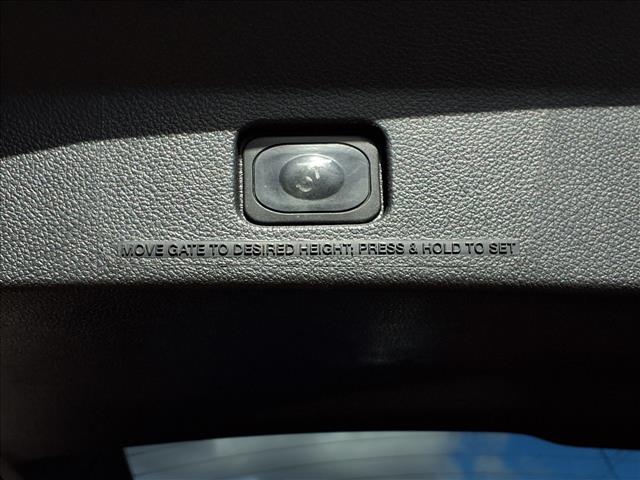 MOVE GATE TO DESIRED HEIGHT; PRESS & HOLD TO SET